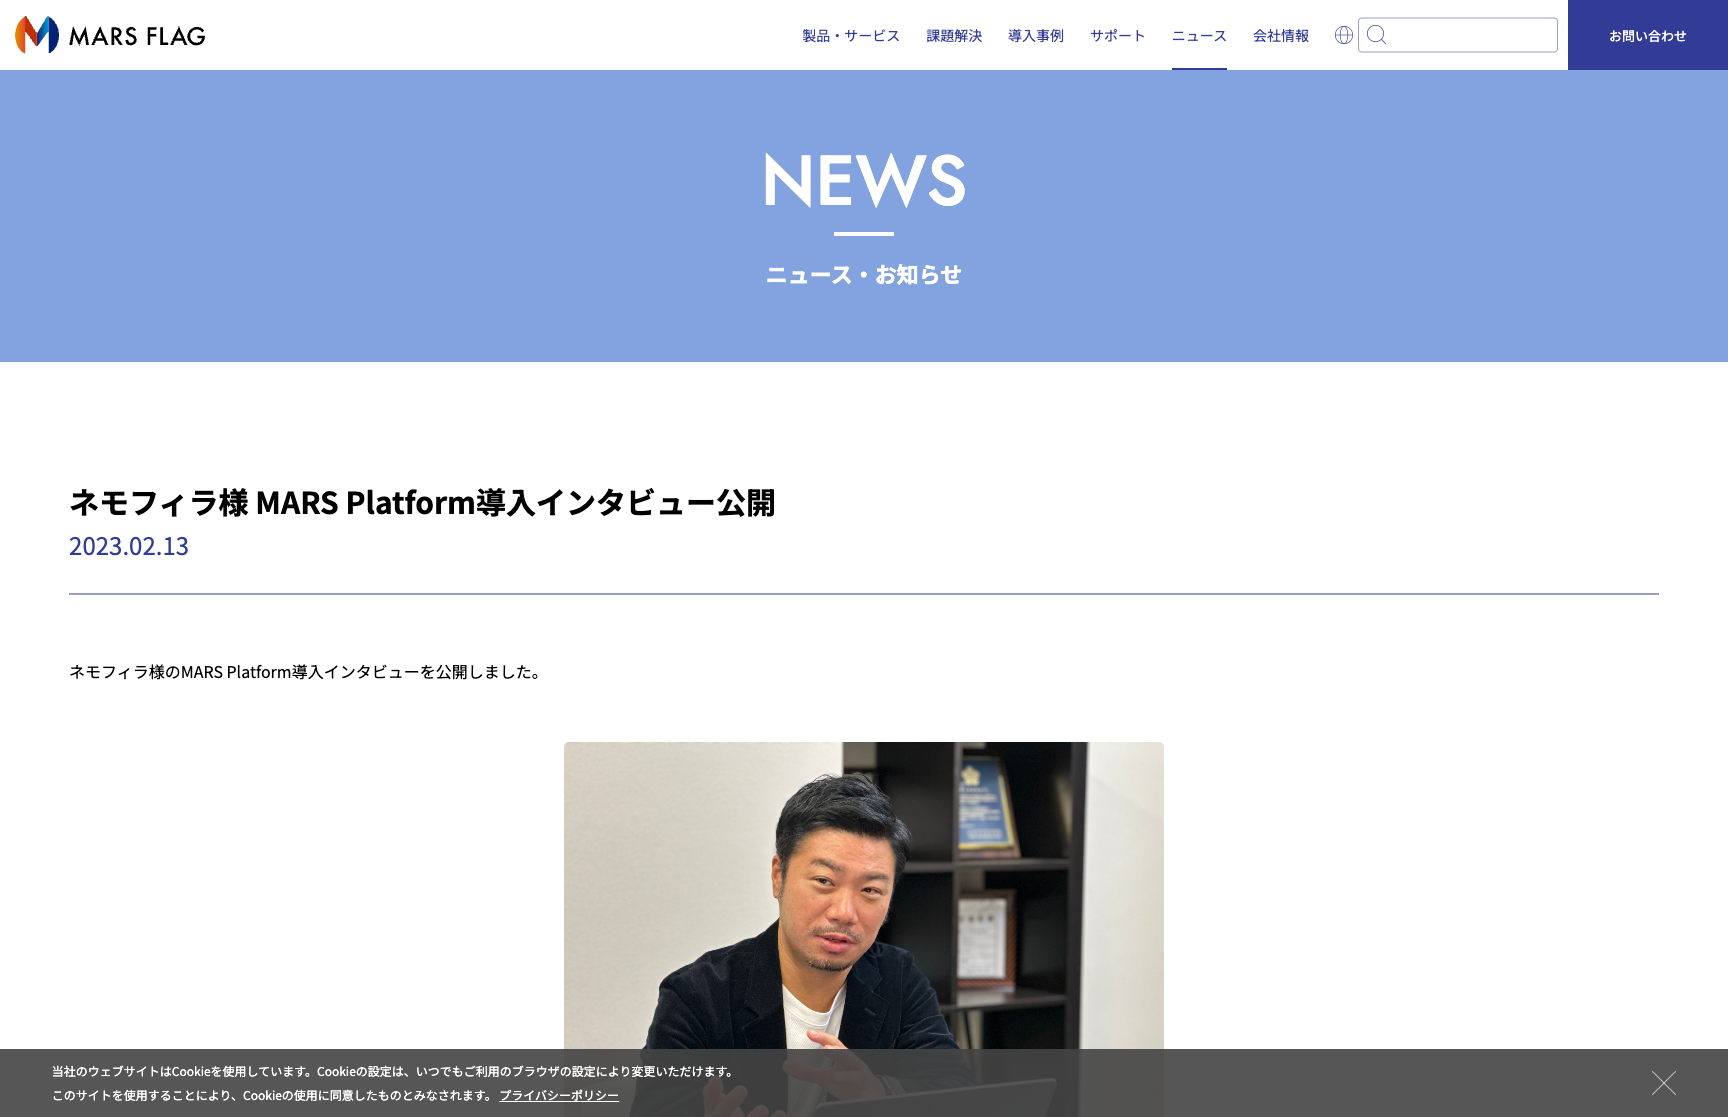 MARS FLAG
製品・サービス 課題解決 導入事例 サポート ニュース 会社情報 お問い合わせ
NEWS
ニュース・お知らせ
ネモフィラ様 MARS Platform導入インタビュー公開
2023.02.13
ネモフィラ様のMARS Platform導入インタビューを公開しました。
当社のウェブサイトはCookieを使用しています。Cookieの設定は、いつでもご利用のブラウザの設定により変更いただけます。
このサイトを使用することにより、Cookieの使用に同意したものとみなされます。 プライバシーポリシー